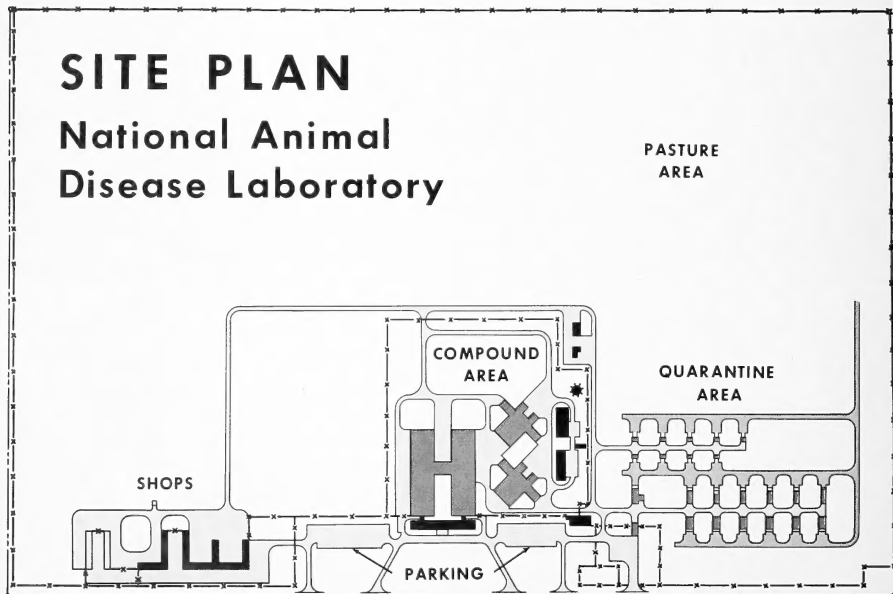 SITE PLAN
National Animal
Disease Laboratory
PASTURE
AREA
COMPOUND
AREA
QUARANTINE
AREA
SHOPS
PARKING